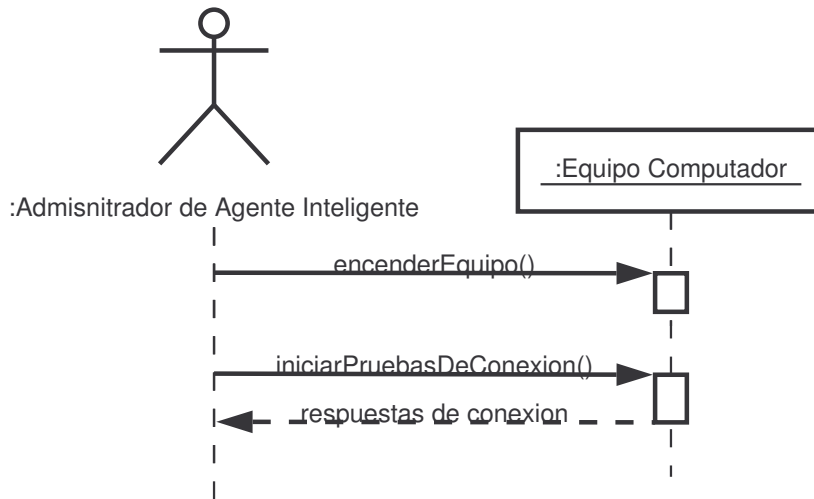 :Equipo Computador
:Admisnitrador de Agente Inteligente
encenderEquipo()
iniciarPruebasDeConexion()
respuestas de conexion